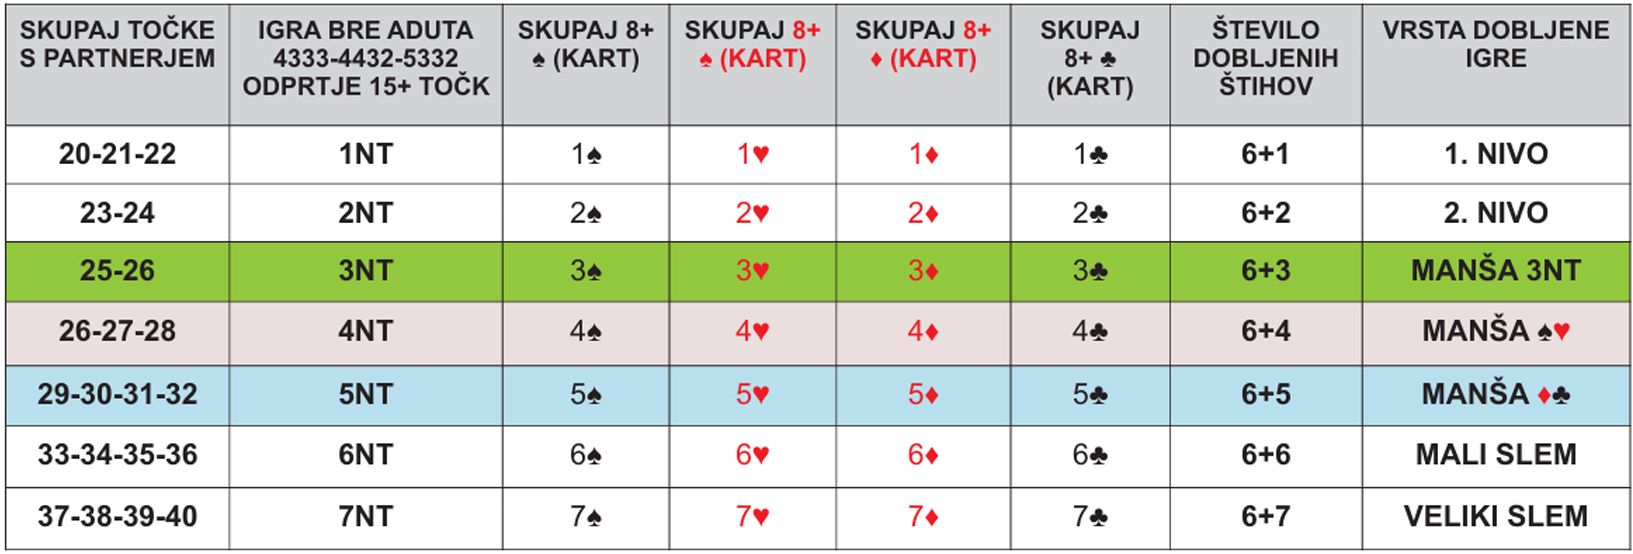 SKUPAJ TOČKE
S PARTNERJEM
IGRA BRE ADUTA
4333-4432-5332
ODPRTJE 15+ TOČK
SKUPAJ 8+
♠ (KART)
SKUPAJ 8+
♠ (KART)
SKUPAJ 8+
♦ (KART)
SKUPAJ
8+ ♣
(KART)
ŠTEVILO
DOBLJENIH
ŠTIHOV
VRSTA DOBLJENE
IGRE
20-21-22 1NT 1♠ 1♥ 1♦ 1♣ 6+1 1. NIVO
23-24 2NT 2♠ 2♥ 2♦ 2♣ 6+2 2. NIVO
25-26 3NT 3♠ 3♥ 3♦ 3♣ 6+3 MANŠA 3NT
26-27-28 4NT 4♠ 4♥ 4♦ 4♣ 6+4 MANŠA ♠♥
29-30-31-32 5NT 5♠ 5♥ 5♦ 5♣ 6+5 MANŠA ♦♣
33-34-35-36 6NT 6♠ 6♥ 6♦ 6♣ 6+6 MALI SLEM
37-38-39-40 7NT 7♠ 7♥ 7♦ 7♣ 6+7 VELIKI SLEM